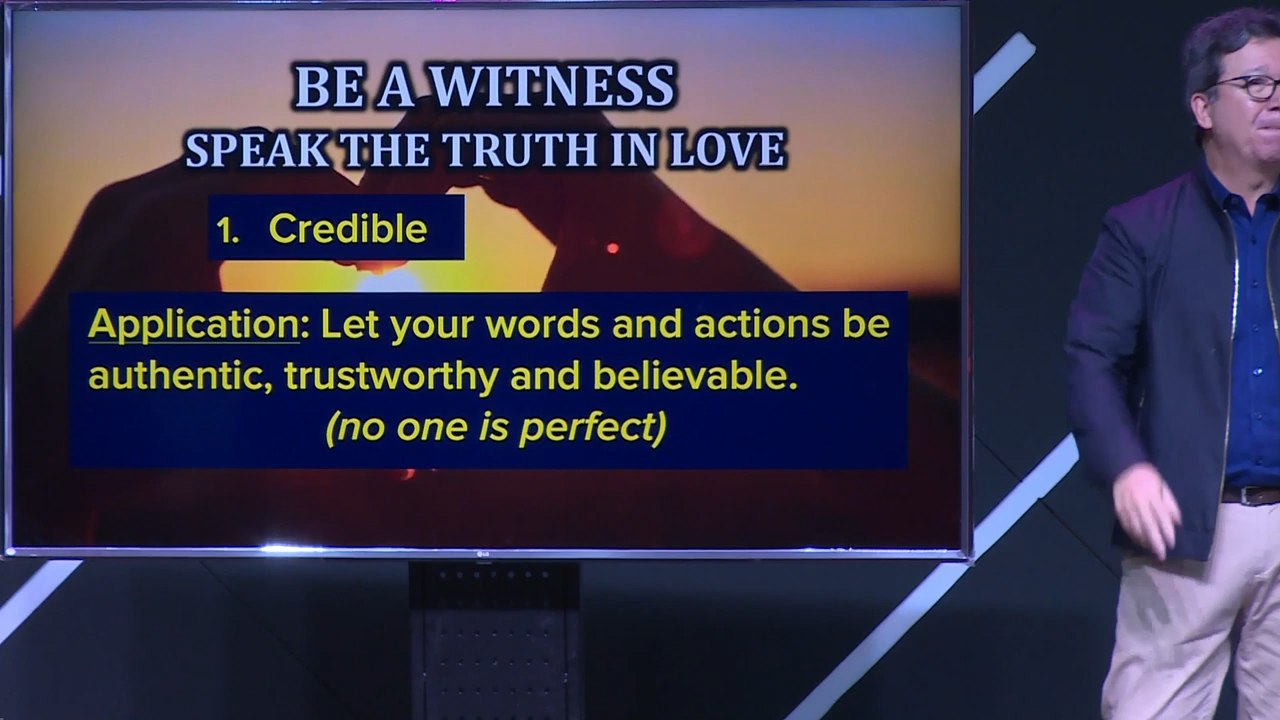 BE A WITNESS
SPEAK THE TRUTH IN LOVE
1. Credible
Application: Let your words and actions be
authentic, trustworthy and believable.
(no one is perfect)
LG